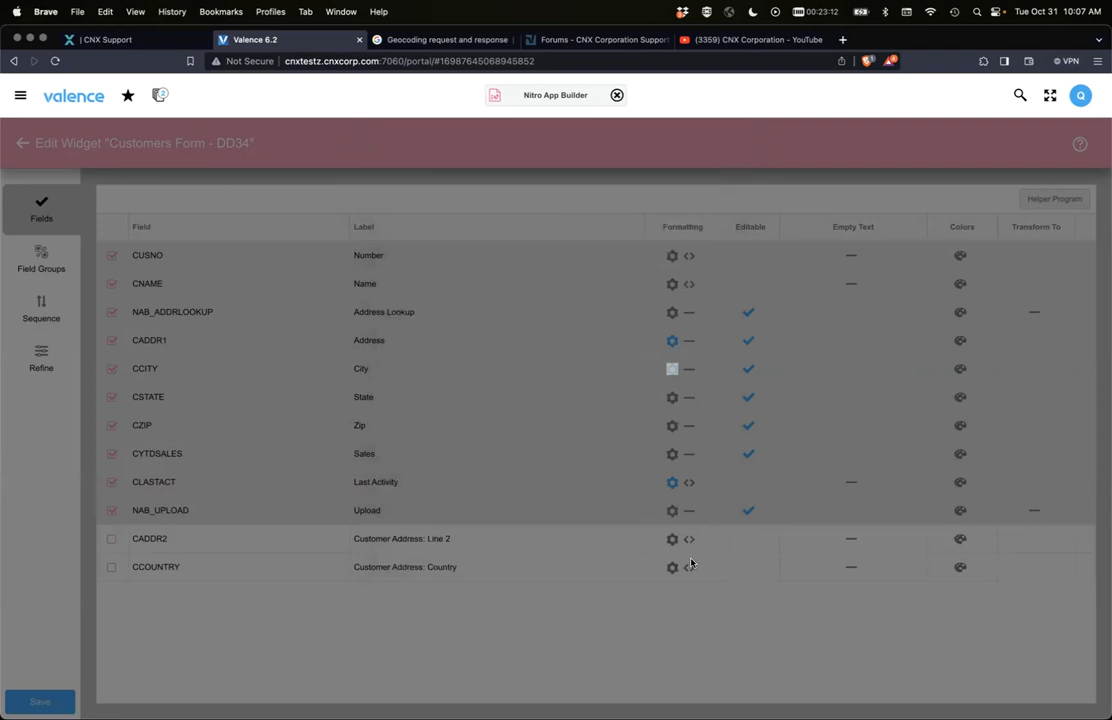 Brave File Edit View History Bookmarks Profiles Tab Window Help 00:23:12 Tue Oct 31 10:07 AM
| CNX Support Valence 6.2 Geocoding request and response Forums - CNX Corporation Support (3359) CNX Corporation - YouTube
Not Secure cnxtestz.cnxcorp.com:7060/portal/#16987645068945852 VPN
valence 2 Nitro App Builder Q
Edit Widget "Customers Form - DD34"
Helper Program
Fields
Field Groups
Sequence
Refine
Field Label Formatting Editable Empty Text Colors Transform To
CUSNO Number
CNAME Name
NAB_ADDRLOOKUP Address Lookup
CADDR1 Address
CCITY City
CSTATE State
CZIP Zip
CYTDSALES Sales
CLASTACT Last Activity
NAB_UPLOAD Upload
CADDR2 Customer Address: Line 2
CCOUNTRY Customer Address: Country
Save